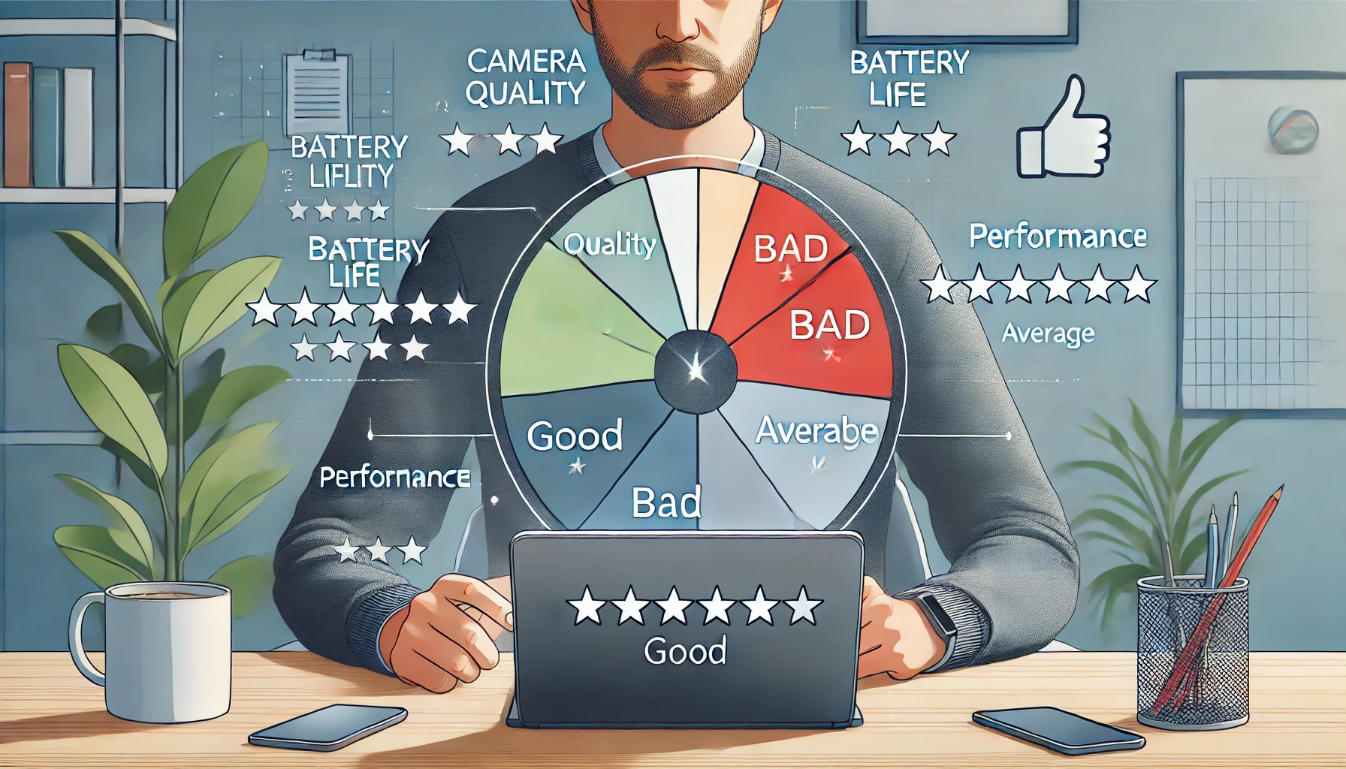 CAMERA
QUALITY
BATTERY
LIFE
BATTERY
LIFLITY
BATTERY
LIFE
Quality
BAD
BAD
Performance
Average
Good
Averabe
Performance
Bad
Good